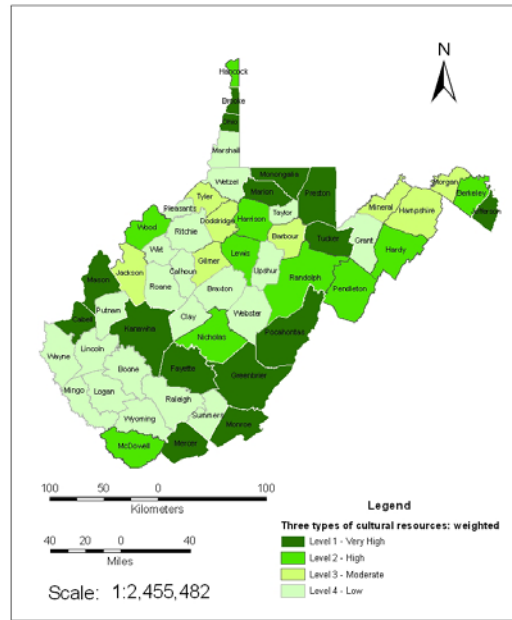 N
Hancock
Brooke
Ohio
Marshall
Wetzel
Monongalia
Marion
Preston
Morgan
Berkeley
Jefferson
Tyler
Pleasants
Doddridge
Harrison
Taylor
Mineral
Hampshire
Wood
Ritchie
Barbour
Tucker
Grant
Hardy
Wirt
Gilmer
Lewis
Upshur
Randolph
Pendleton
Jackson
Calhoun
Mason
Roane
Braxton
Webster
Putnam
Clay
Cabell
Kanawha
Nicholas
Pocahontas
Wayne
Lincoln
Boone
Fayette
Greenbrier
Mingo
Logan
Raleigh
Summers
Wyoming
Monroe
McDowell
Mercer
100 50 0 100
Kilometers
40 20 0 40
Miles
Scale: 1:2,455,482
Legend
Three types of cultural resources: weighted
Level 1 - Very High
Level 2 - High
Level 3 - Moderate
Level 4 - Low